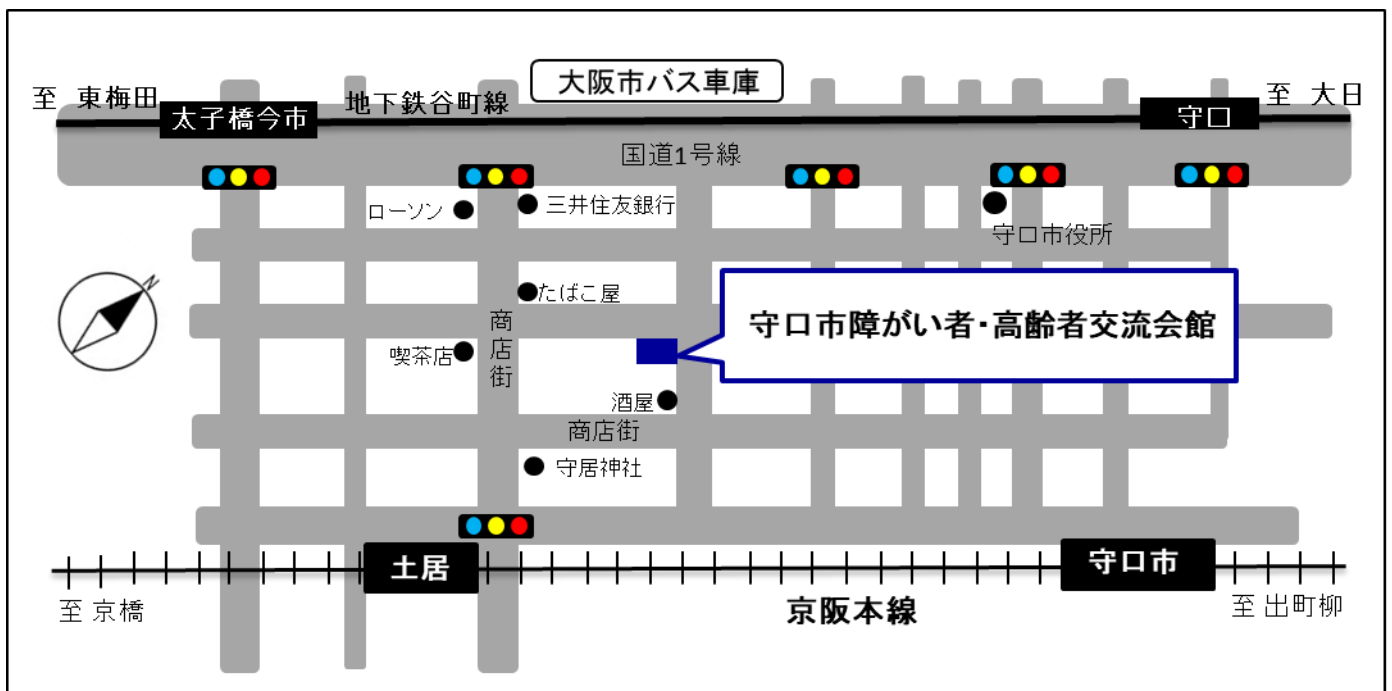 大阪市バス車庫
至 東梅田
太子橋今市
地下鉄谷町線
守口
至 大日
国道1号線
ローソン
三井住友銀行
守口市役所
N
たばこ屋
商店街
喫茶店
守口市障がい者・高齢者交流会館
酒屋
商店街
守居神社
土居
守口市
至 京橋
京阪本線
至 出町柳